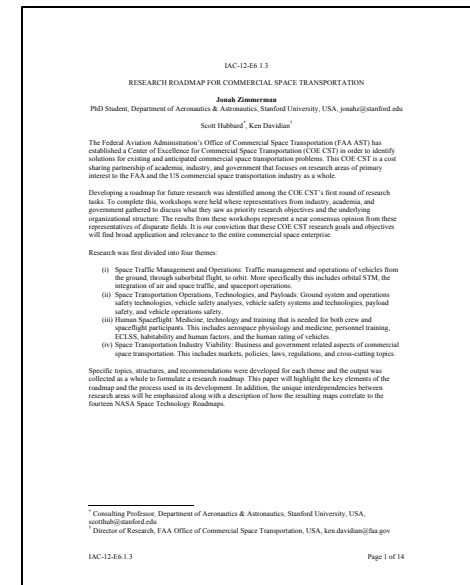 IAC-12-E6.1.3
RESEARCH ROADMAP FOR COMMERCIAL SPACE TRANSPORTATION
Jonah Zimmerman
PhD Student, Department of Aeronautics & Astronautics, Stanford University, USA, jonahz@stanford.edu
Scott Hubbard*, Ken Davidian†
The Federal Aviation Administration's Office of Commercial Space Transportation (FAA AST) has
established a Center of Excellence for Commercial Space Transportation (COE CST) in order to identify
solutions for existing and anticipated commercial space transportation problems. This COE CST is a cost
sharing partnership of academia, industry, and government that focuses on research areas of primary
interest to the FAA and the US commercial space transportation industry as a whole.
Developing a roadmap for future research was identified among the COE CST's first round of research
tasks. To complete this, workshops were held where representatives from industry, academia, and
government gathered to discuss what they saw as priority research objectives and the underlying
organizational structure. The results from these workshops represent a near consensus opinion from these
representatives of disparate fields. It is our conviction that these COE CST research goals and objectives
will find broad application and relevance to the entire commercial space enterprise.
Research was first divided into four themes:
(i) Space Traffic Management and Operations: Traffic management and operations of vehicles from
the ground, through suborbital flight, to orbit. More specifically this includes orbital STM, the
integration of air and space traffic, and spaceport operations.
(ii) Space Transportation Operations, Technologies, and Payloads: Ground system and operations
safety technologies, vehicle safety analyses, vehicle safety systems and technologies, payload
safety, and vehicle operations safety.
(iii) Human Spaceflight: Medicine, technology and training that is needed for both crew and
spaceflight participants. This includes aerospace physiology and medicine, personnel training,
ECLSS, habitability and human factors, and the human rating of vehicles.
(iv) Space Transportation Industry Viability: Business and government related aspects of commercial
space transportation. This includes markets, policies, laws, regulations, and cross-cutting topics.
Specific topics, structures, and recommendations were developed for each theme and the output was
collected as a whole to formulate a research roadmap. This paper will highlight the key elements of the
roadmap and the process used in its development. In addition, the unique interdependencies between
research areas will be emphasized along with a description of how the resulting maps correlate to the
fourteen NASA Space Technology Roadmaps.
* Consulting Professor, Department of Aeronautics & Astronautics, Stanford University, USA,
scotthub@stanford.edu
† Director of Research, FAA Office of Commercial Space Transportation, USA, ken.davidian@faa.gov
IAC-12-E6.1.3 Page 1 of 14